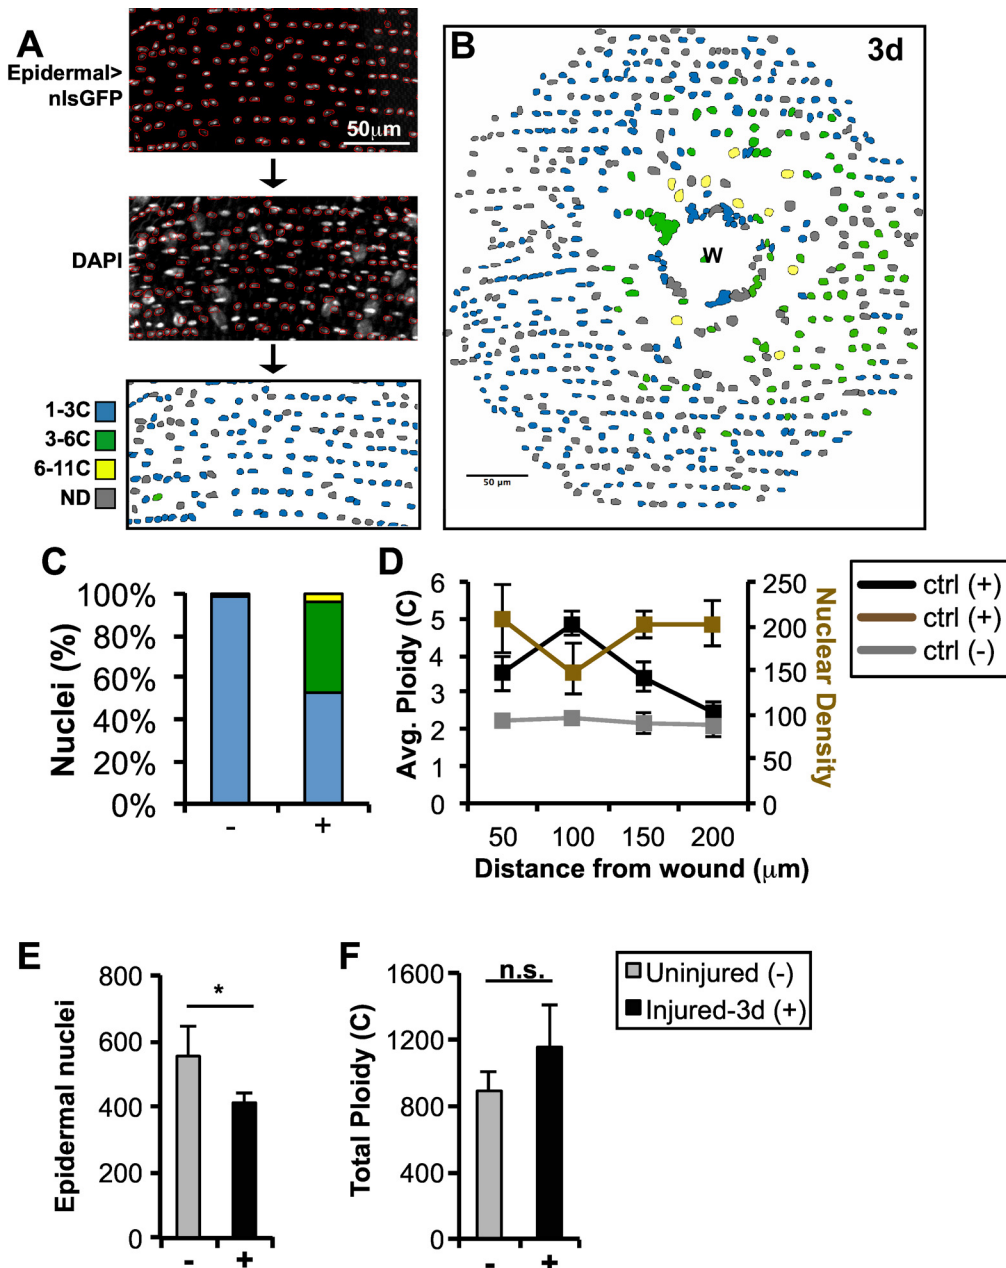 A
Epidermal>
nlsGFP
50μm
DAPI
1-3C
3-6C
6-11C
ND
B
3d
W
50 μm
C
Nuclei (%)
100%
80%
60%
40%
20%
0%
-
+
D
Avg. Ploidy (C)
6
5
4
3
2
1
0
250
200
150
100
50
0
Nuclear Density
50 100 150 200
Distance from wound (μm)
ctrl (+)
ctrl (+)
ctrl (-)
E
Epidermal nuclei
800
600
400
200
0
*
-
+
F
Total Ploidy (C)
1600
1200
800
400
0
n.s.
-
+
Uninjured (-)
Injured-3d (+)